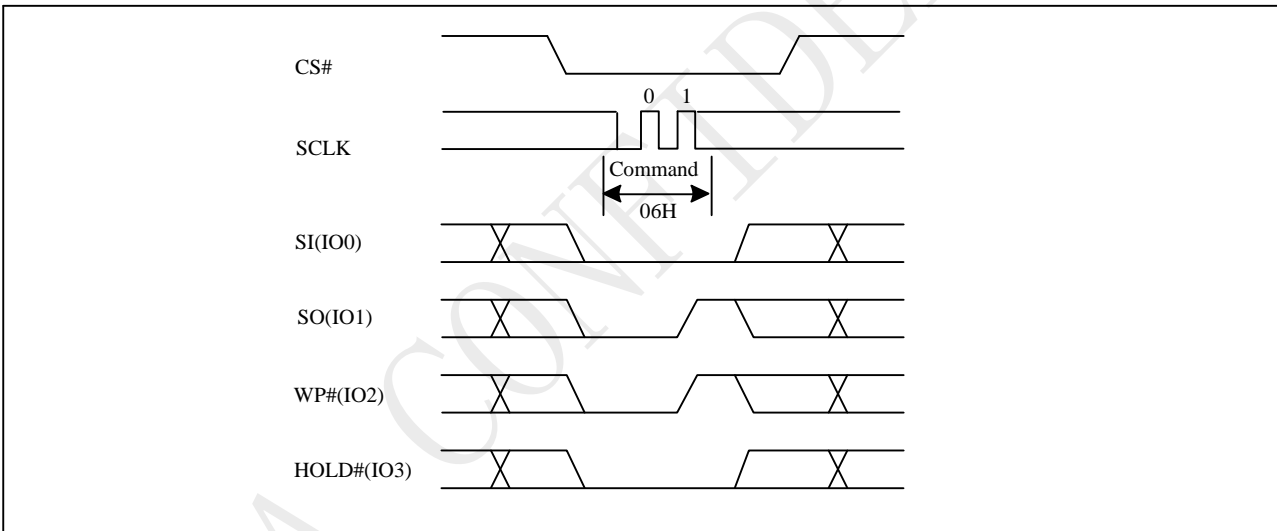 CS#
0 1
SCLK
Command
06H
SI(IO0)
SO(IO1)
WP#(IO2)
HOLD#(IO3)